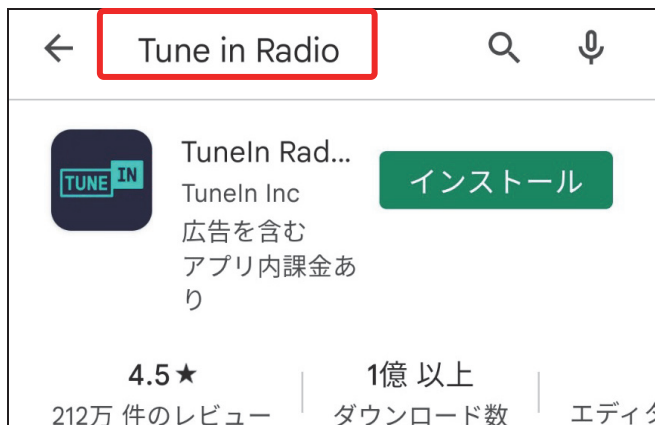 Tune in Radio
TUNE IN
TuneIn Rad...
TuneIn Inc
広告を含む
アプリ内課金あ
り
インストール
4.5★
212万 件のレビュー
1億 以上
ダウンロード数
エディタ